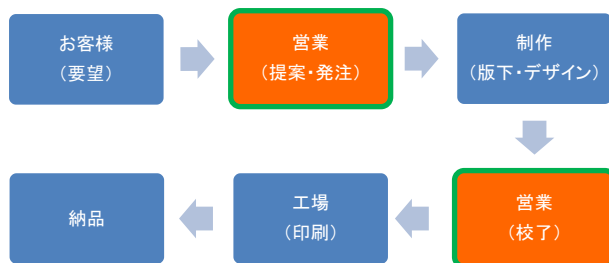 お客様
（要望）
営業
（提案・発注）
制作
（版下・デザイン）
営業
（校了）
工場
（印刷）
納品